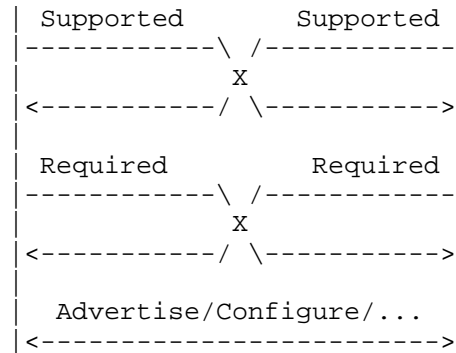 | Supported       Supported
|------------\ /------------
|             X
|<-----------/ \----------->
|
| Required         Required
|------------\ /------------
|             X
|<-----------/ \----------->
|
|  Advertise/Configure/...
|<------------------------->